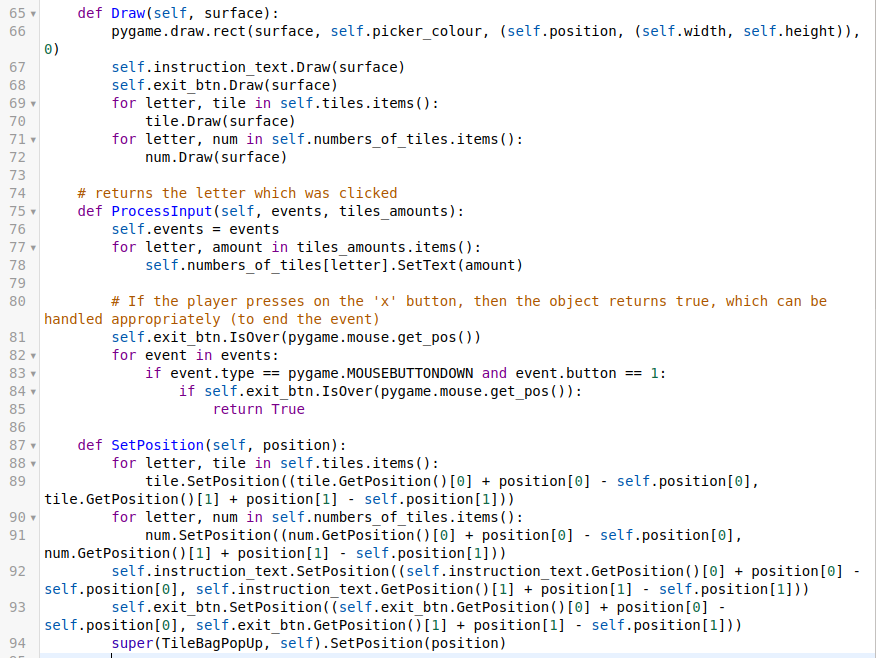 65 def Draw(self, surface):
66 pygame.draw.rect(surface, self.picker_colour, (self.position, (self.width, self.height)),
0)
67 self.instruction_text.Draw(surface)
68 self.exit_btn.Draw(surface)
69 for letter, tile in self.tiles.items():
70 tile.Draw(surface)
71 for letter, num in self.numbers_of_tiles.items():
72 num.Draw(surface)
73
74 # returns the letter which was clicked
75 def ProcessInput(self, events, tiles_amounts):
76 self.events = events
77 for letter, amount in tiles_amounts.items():
78 self.numbers_of_tiles[letter].SetText(amount)
79
80 # If the player presses on the 'x' button, then the object returns true, which can be
handled appropriately (to end the event)
81 self.exit_btn.IsOver(pygame.mouse.get_pos())
82 for event in events:
83 if event.type == pygame.MOUSEBUTTONDOWN and event.button == 1:
84 if self.exit_btn.IsOver(pygame.mouse.get_pos()):
85 return True
86
87 def SetPosition(self, position):
88 for letter, tile in self.tiles.items():
89 tile.SetPosition((tile.GetPosition()[0] + position[0] - self.position[0],
tile.GetPosition()[1] + position[1] - self.position[1]))
90 for letter, num in self.numbers_of_tiles.items():
91 num.SetPosition((num.GetPosition()[0] + position[0] - self.position[0],
num.GetPosition()[1] + position[1] - self.position[1]))
92 self.instruction_text.SetPosition((self.instruction_text.GetPosition()[0] + position[0] -
self.position[0], self.instruction_text.GetPosition()[1] + position[1] - self.position[1]))
93 self.exit_btn.SetPosition((self.exit_btn.GetPosition()[0] + position[0] -
self.position[0], self.exit_btn.GetPosition()[1] + position[1] - self.position[1]))
94 super(TileBagPopUp, self).SetPosition(position)